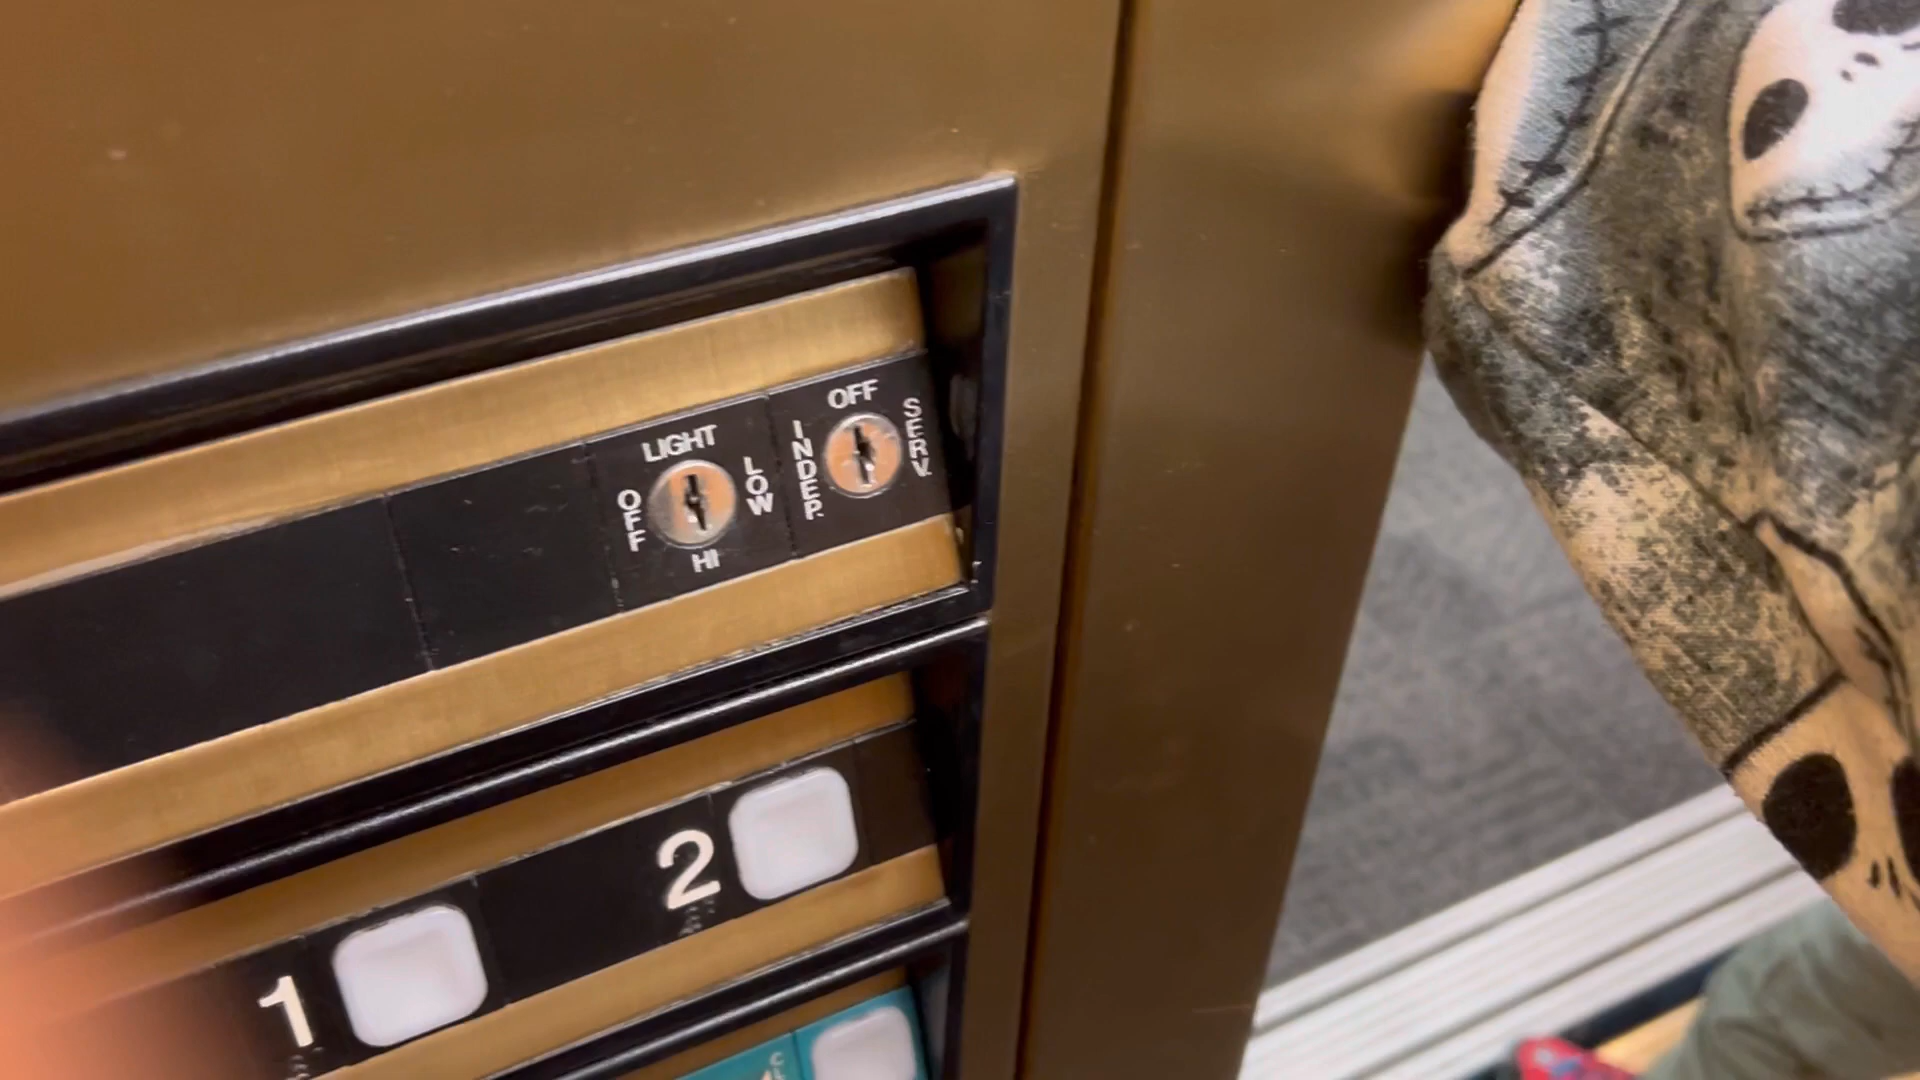 OFF
LIGHT
INDEP.
SERV.
OFF
LOW
HI
2
1